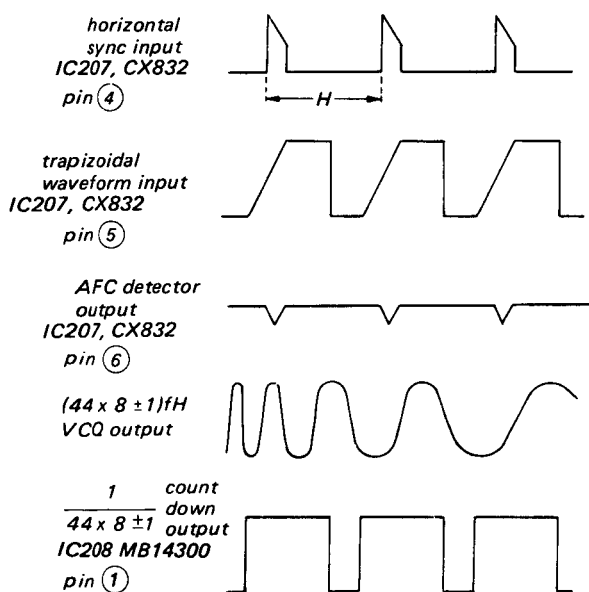 horizontal
sync input
IC207, CX832
pin ④
H
trapizoidal
waveform input
IC207, CX832
pin ⑤
AFC detector
output
IC207, CX832
pin ⑥
(44 x 8 ±1)fH
VCO output
1 count
down
44 x 8 ±1 output
IC208 MB14300
pin ①